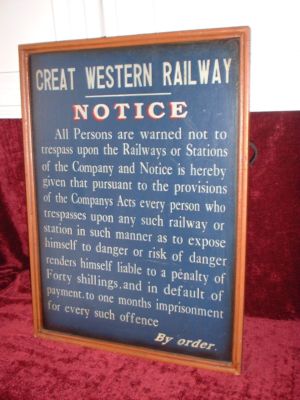 GREAT WESTERN RAILWAY
NOTICE
All Persons are warned not to
trespass upon the Railways or Stations
of the Company and Notice is hereby
given that pursuant to the provisions
of the Companys Acts every person who
trespasses upon any such railway or
station in such manner as to expose
himself to danger or risk of danger
renders himself liable to a penalty of
Forty shillings, and in default of
payment, to one months imprisonment
for every such offence
By order.